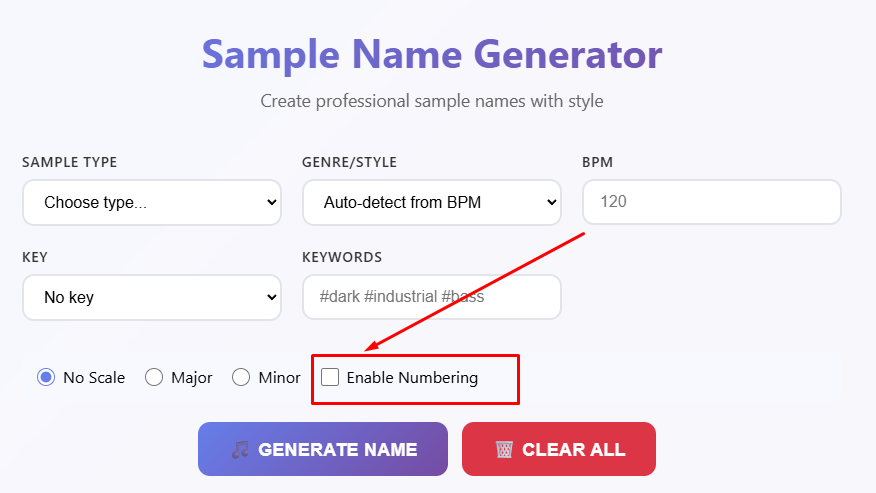 Sample Name Generator
Create professional sample names with style
SAMPLE TYPE
GENRE/STYLE
BPM
Choose type...
Auto-detect from BPM
120
KEY
KEYWORDS
No key
#dark #industrial #bass
No Scale
Major
Minor
Enable Numbering
GENERATE NAME
CLEAR ALL